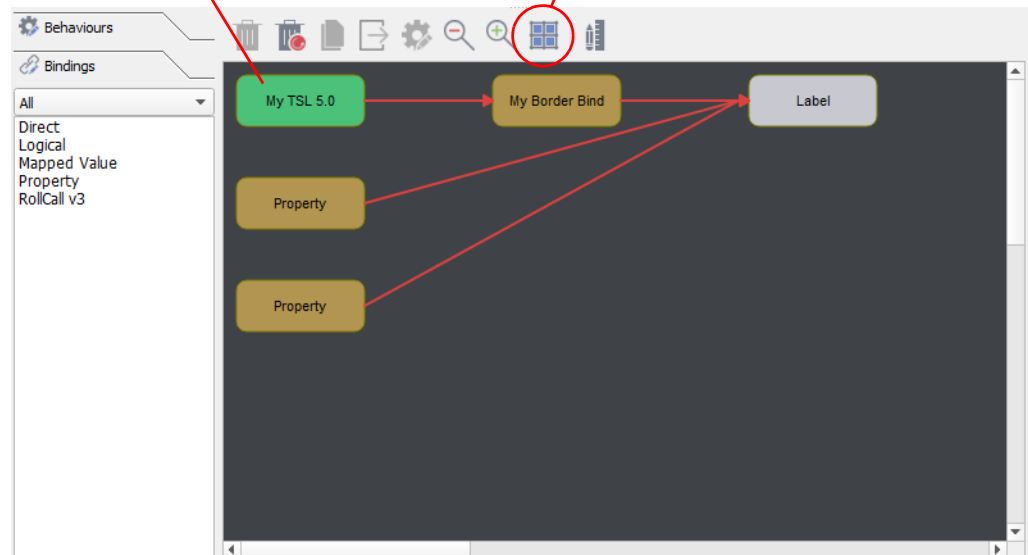 Behaviours
Bindings
All
Direct
Logical
Mapped Value
Property
RollCall v3
My TSL 5.0
My Border Bind
Label
Property
Property